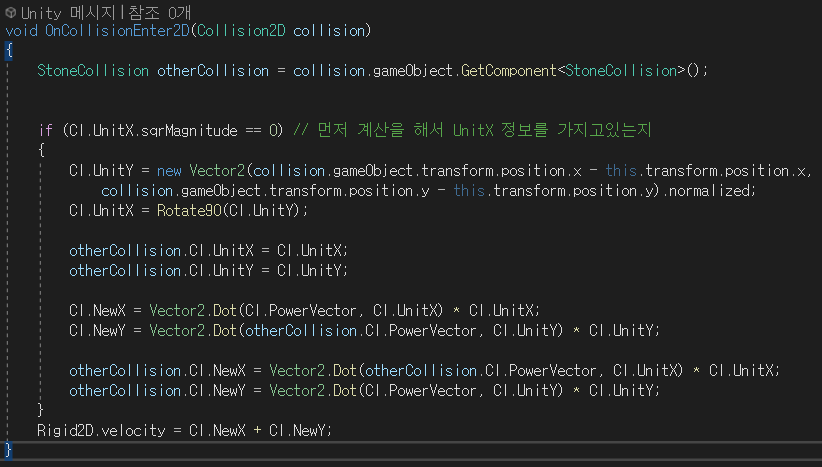 Unity 메시지 | 참조 0개
void OnCollisionEnter2D(Collision2D collision)
{
StoneCollision otherCollision = collision.gameObject.GetComponent<StoneCollision>();
if (CI.UnitX.sqrMagnitude == 0) // 먼저 계산을 해서 UnitX 정보를 가지고있는지
{
CI.UnitY = new Vector2(collision.gameObject.transform.position.x - this.transform.position.x,
collision.gameObject.transform.position.y - this.transform.position.y).normalized;
CI.UnitX = Rotate90(CI.UnitY);
otherCollision.CI.UnitX = CI.UnitX;
otherCollision.CI.UnitY = CI.UnitY;
CI.NewX = Vector2.Dot(CI.PowerVector, CI.UnitX) * CI.UnitX;
CI.NewY = Vector2.Dot(otherCollision.CI.PowerVector, CI.UnitY) * CI.UnitY;
otherCollision.CI.NewX = Vector2.Dot(otherCollision.CI.PowerVector, CI.UnitX) * CI.UnitX;
otherCollision.CI.NewY = Vector2.Dot(CI.PowerVector, CI.UnitY) * CI.UnitY;
}
Rigid2D.velocity = CI.NewX + CI.NewY;
}